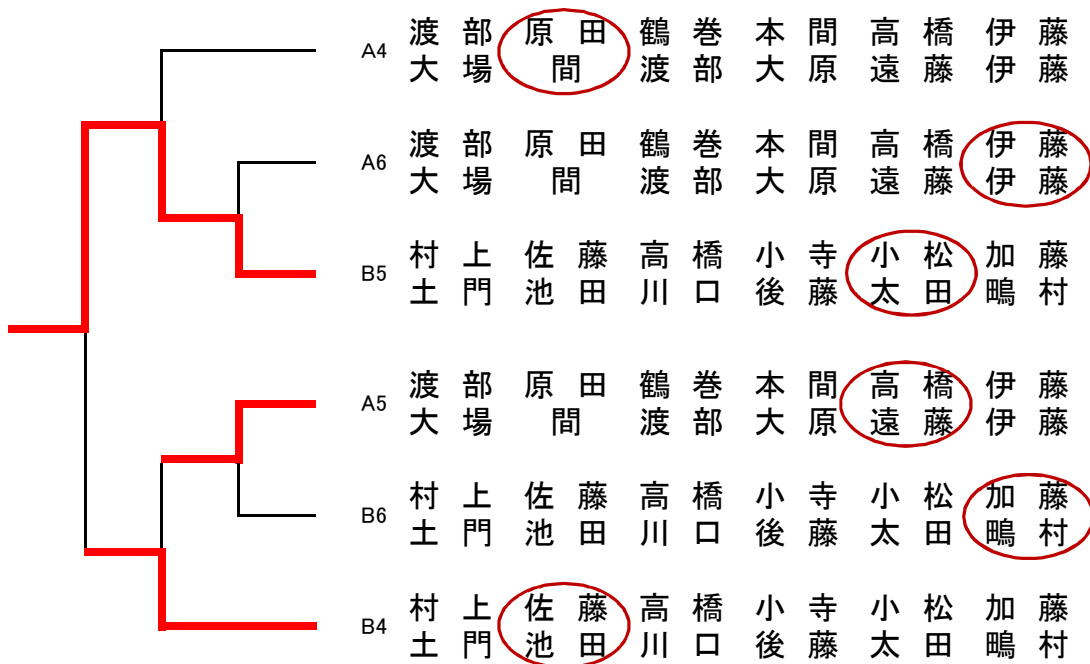 A4 渡部 原田 鶴巻 本間 高橋 伊藤
大場 間 渡部 大原 遠藤 伊藤
A6 渡部 原田 鶴巻 本間 高橋 伊藤
大場 間 渡部 大原 遠藤 伊藤
B5 村上 佐藤 高橋 小寺 小松 加藤
土門 池田 川口 後藤 太田 鴫村
A5 渡部 原田 鶴巻 本間 高橋 伊藤
大場 間 渡部 大原 遠藤 伊藤
B6 村上 佐藤 高橋 小寺 小松 加藤
土門 池田 川口 後藤 太田 鴫村
B4 村上 佐藤 高橋 小寺 小松 加藤
土門 池田 川口 後藤 太田 鴫村